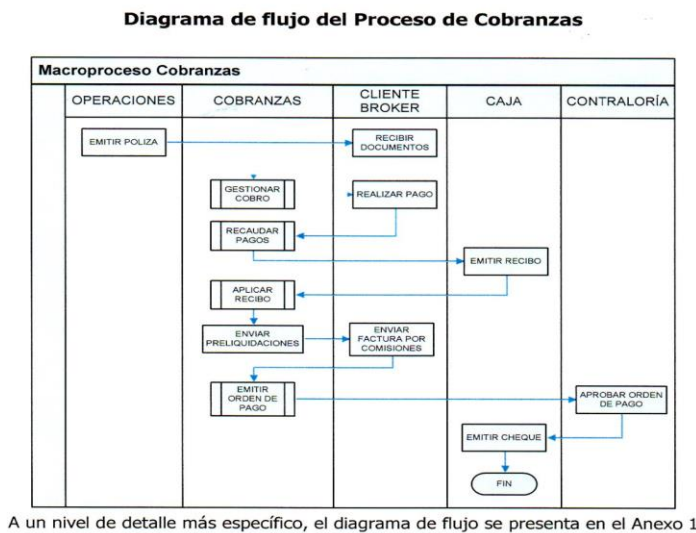 Diagrama de flujo del Proceso de Cobranzas
Macroproceso Cobranzas
OPERACIONES
COBRANZAS
CLIENTE
BROKER
CAJA
CONTRALORÍA
EMITIR POLIZA
RECIBIR
DOCUMENTOS
GESTIONAR
COBRO
REALIZAR PAGO
RECAUDAR
PAGOS
EMITIR RECIBO
APLICAR
RECIBO
ENVIAR
PRELIQUIDACIONES
ENVIAR
FACTURA POR
COMISIONES
EMITIR
ORDEN DE
PAGO
APROBAR ORDEN
DE PAGO
EMITIR CHEQUE
FIN
A un nivel de detalle más específico, el diagrama de flujo se presenta en el Anexo 1